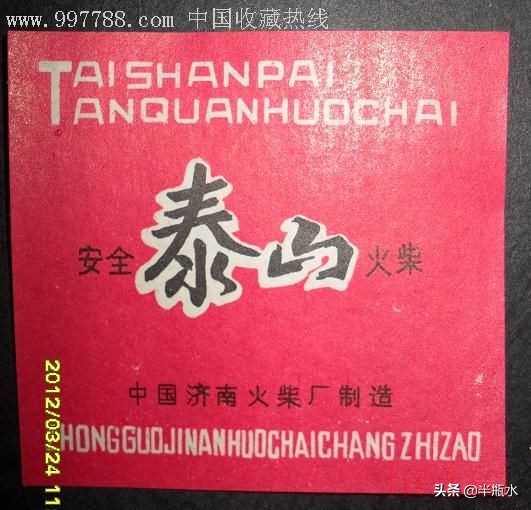 www.997788.com 中国收藏热线
TAISHANPAI
ANQUANHUOCHAI
安全 泰山 火柴
中国济南火柴厂制造
ZHONGGUOJINANHUOCHAICHANGZHIZAO
2012/03/24 11
头条 @半瓶水